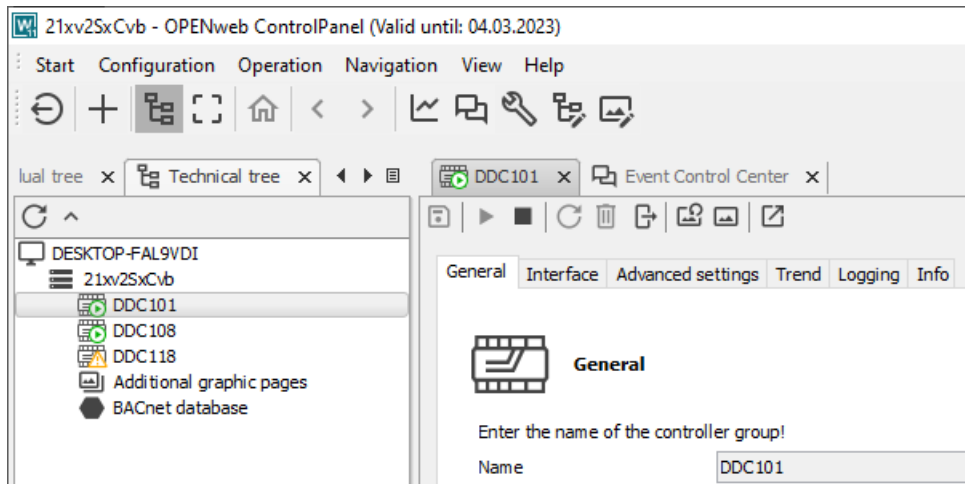 21xv2SxCvb - OPENweb ControlPanel (Valid until: 04.03.2023)
Start Configuration Operation Navigation View Help
lual tree Technical tree DDC101 Event Control Center
DESKTOP-FAL9VDI
21xv2SxCvb
DDC101
DDC108
DDC118
Additional graphic pages
BACnet database
General Interface Advanced settings Trend Logging Info
General
Enter the name of the controller group!
Name DDC101